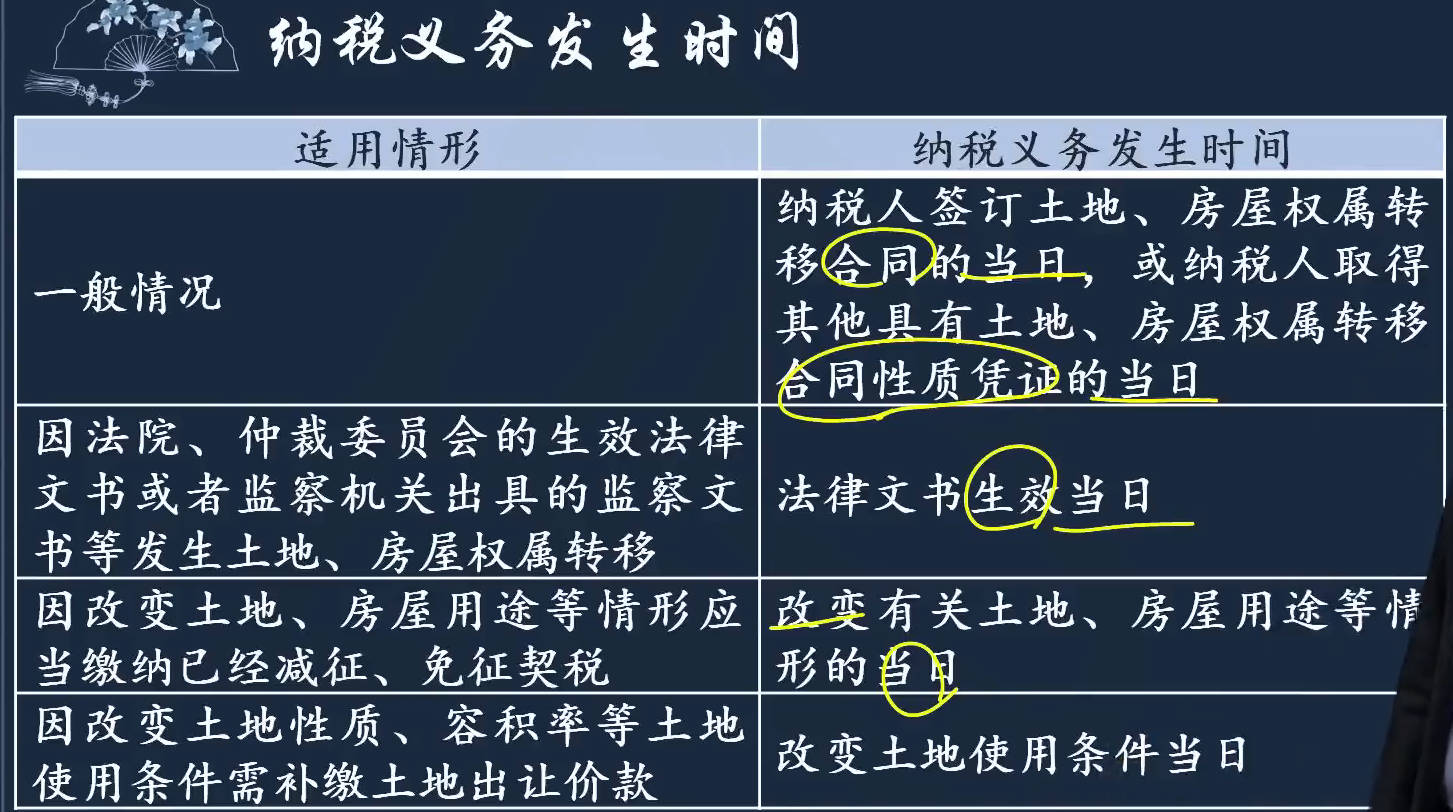 纳税义务发生时间
适用情形
纳税义务发生时间
一般情况
纳税人签订土地、房屋权属转
移合同的当日，或纳税人取得
其他具有土地、房屋权属转移
合同性质凭证的当日
因法院、仲裁委员会的生效法律
文书或者监察机关出具的监察文
书等发生土地、房屋权属转移
法律文书生效当日
因改变土地、房屋用途等情形应
当缴纳已经减征、免征契税
改变有关土地、房屋用途等情
形的当日
因改变土地性质、容积率等土地
使用条件需补缴土地出让价款
改变土地使用条件当日